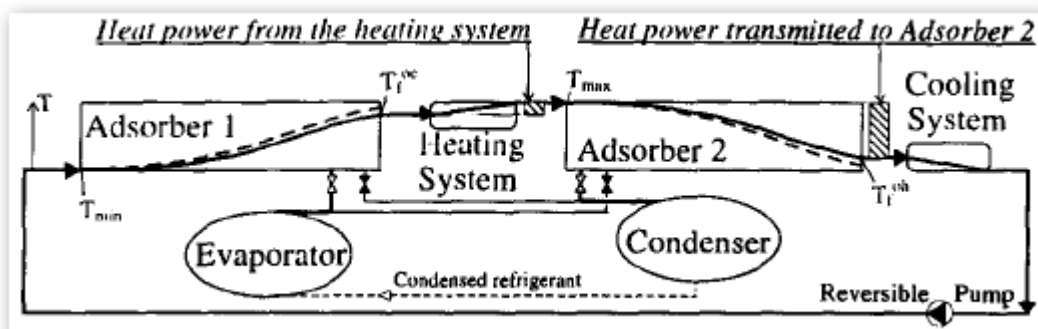 Heat power from the heating system
Heat power transmitted to Adsorber 2
T
Adsorber 1
T_f^oc
T_max
Heating
System
Adsorber 2
Cooling
System
T_min
T_f^oh
Evaporator
Condenser
Condensed refrigerant
Reversible Pump